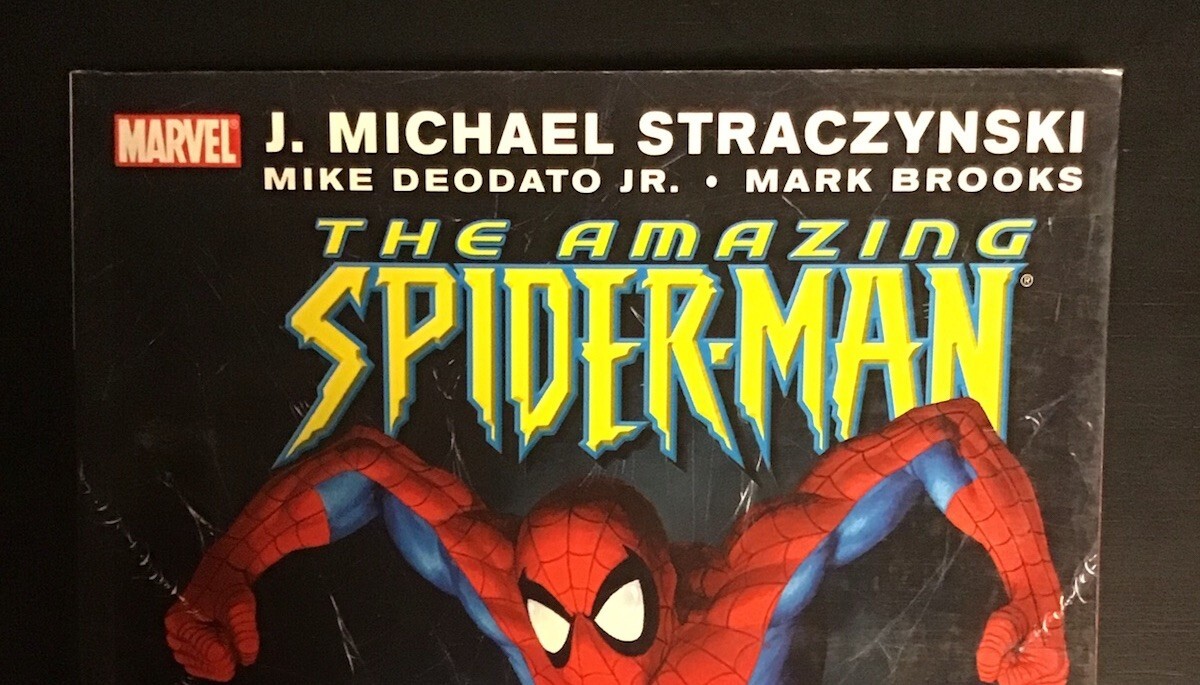 MARVEL®
J. MICHAEL STRACZYNSKI
MIKE DEODATO JR. • MARK BROOKS
THE AMAZING
SPIDER-MAN®